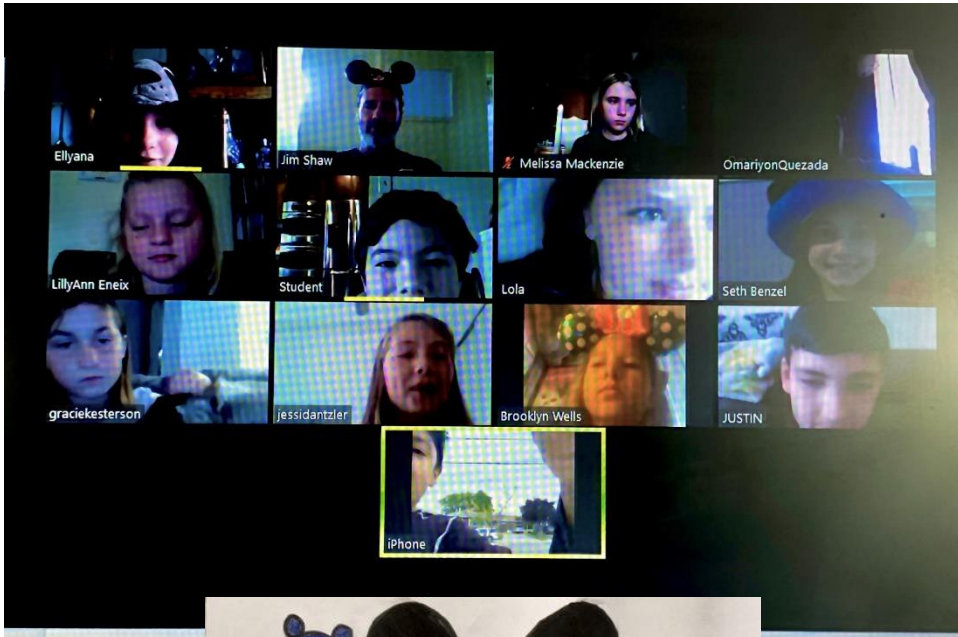 Ellyana
Jim Shaw
Melissa Mackenzie
OmariyonQuezada
LillyAnn Eneix
Student
Lola
Seth Benzel
graciekesterson
jessidantzler
Brooklyn Wells
JUSTIN
iPhone